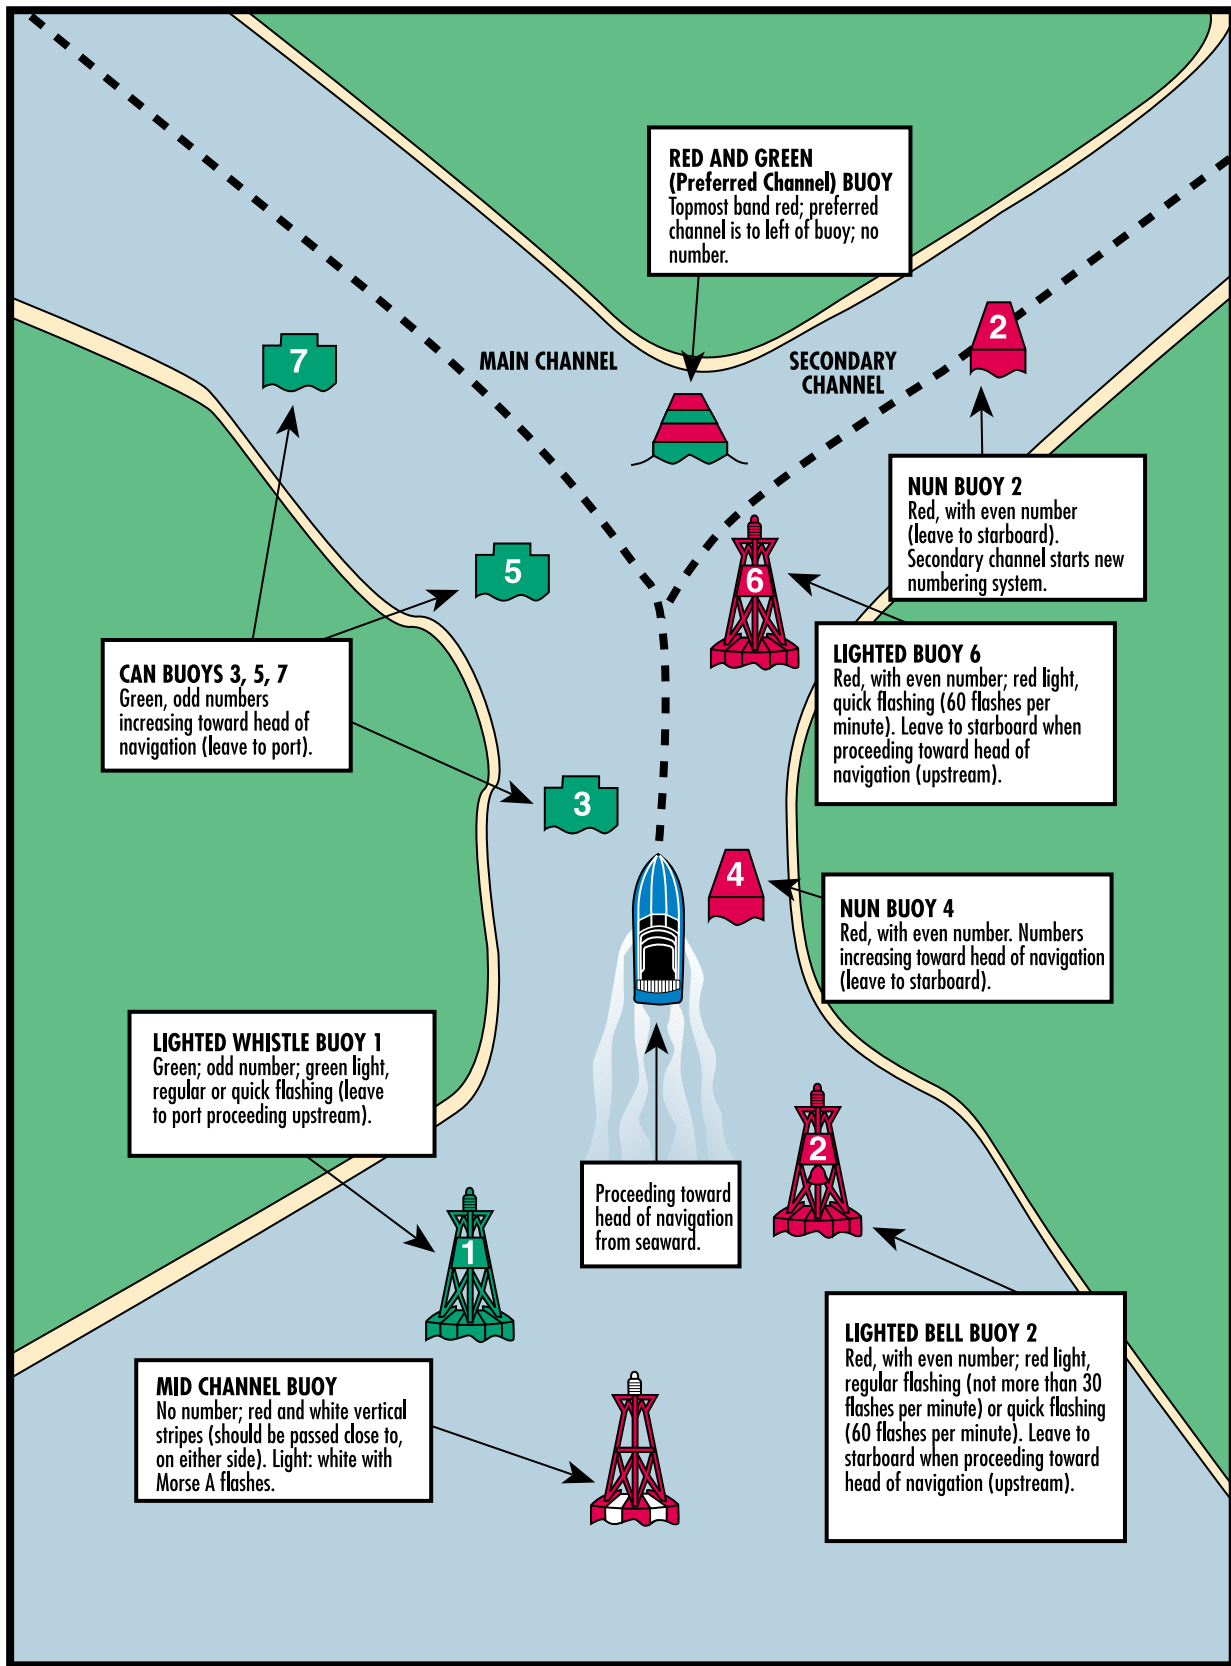 RED AND GREEN
(Preferred Channel) BUOY
Topmost band red; preferred
channel is to left of buoy; no
number.
2
7
MAIN CHANNEL
SECONDARY
CHANNEL
NUN BUOY 2
Red, with even number
(leave to starboard).
Secondary channel starts new
numbering system.
5
6
CAN BUOYS 3, 5, 7
Green, odd numbers
increasing toward head of
navigation (leave to port).
LIGHTED BUOY 6
Red, with even number; red light,
quick flashing (60 flashes per
minute). Leave to starboard when
proceeding toward head of
navigation (upstream).
3
4
NUN BUOY 4
Red, with even number. Numbers
increasing toward head of navigation
(leave to starboard).
LIGHTED WHISTLE BUOY 1
Green; odd number; green light,
regular or quick flashing (leave
to port proceeding upstream).
2
Proceeding toward
head of navigation
from seaward.
1
LIGHTED BELL BUOY 2
Red, with even number; red light,
regular flashing (not more than 30
flashes per minute) or quick flashing
(60 flashes per minute). Leave to
starboard when proceeding toward
head of navigation (upstream).
MID CHANNEL BUOY
No number; red and white vertical
stripes (should be passed close to,
on either side). Light: white with
Morse A flashes.